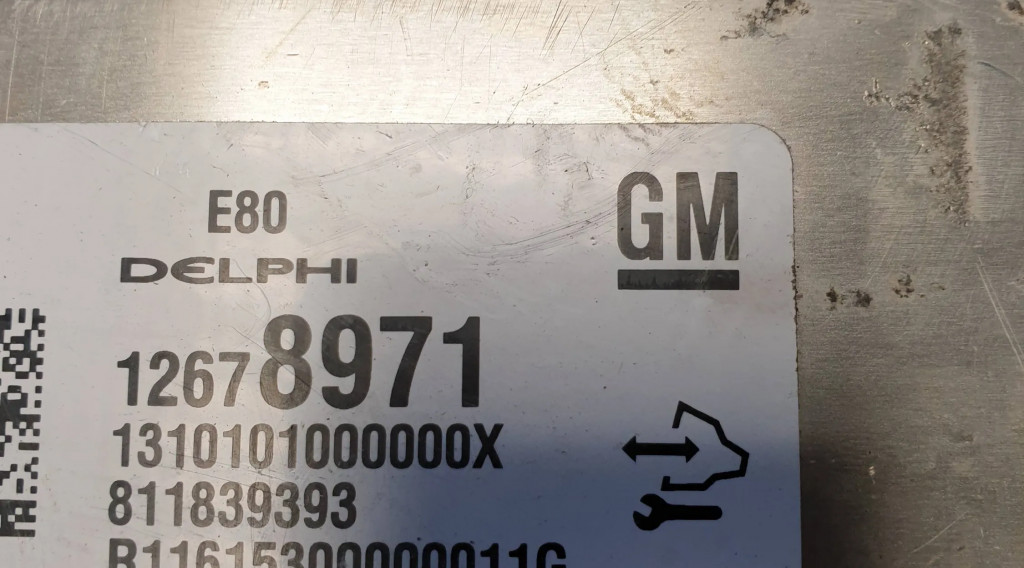 E80
GM
DELPHI
12678971
1310101000000X
811839393